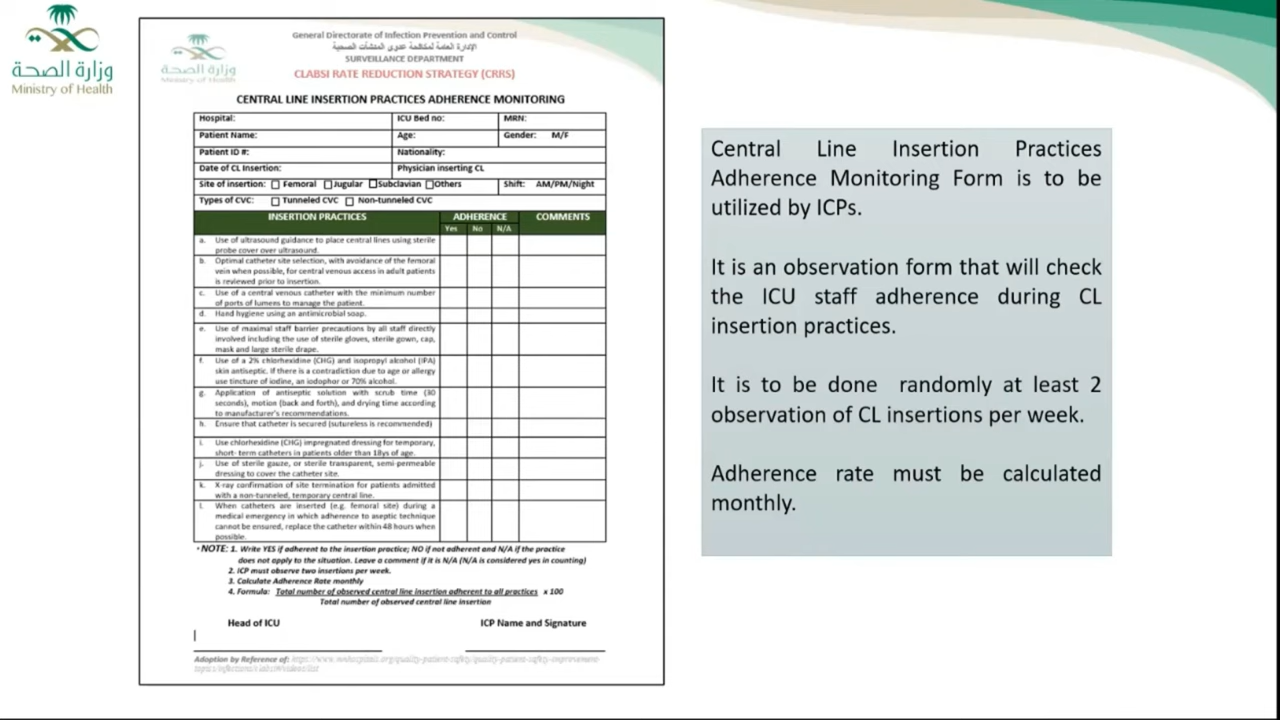 وزارة الصحة
Ministry of Health
وزارة الصحة
Ministry of Health
General Directorate of Infection Prevention and Control
الإدارة العامة لمكافحة عدوى المنشآت الصحية
SURVEILLANCE DEPARTMENT
CLABSI RATE REDUCTION STRATEGY (CRRS)
CENTRAL LINE INSERTION PRACTICES ADHERENCE MONITORING
Hospital: ICU Bed no: MRN:
Patient Name: Age: Gender: M/F
Patient ID #: Nationality:
Date of CL Insertion: Physician inserting CL
Site of insertion: Femoral Jugular Subclavian Others Shift: AM/PM/Night
Types of CVC: Tunneled CVC Non-tunneled CVC
INSERTION PRACTICES ADHERENCE COMMENTS
Yes No N/A
a. Use of ultrasound guidance to place central lines using sterile
probe cover over ultrasound.
b. Optimal catheter site selection, with avoidance of the femoral
vein when possible, for central venous access in adult patients
is reviewed prior to insertion.
c. Use of a central venous catheter with the minimum number
of ports of lumens to manage the patient.
d. Hand hygiene using an antimicrobial soap.
e. Use of maximal staff barrier precautions by all staff directly
involved including the use of sterile gloves, sterile gown, cap,
mask and large sterile drape.
f. Use of a 2% chlorhexidine (CHG) and isopropyl alcohol (IPA)
skin antiseptic. If there is a contradiction due to age or allergy
use tincture of iodine, an iodophor or 70% alcohol.
g. Application of antiseptic solution with scrub time (30
seconds), motion (back and forth), and drying time according
to manufacturer's recommendations.
h. Ensure that catheter is secured (sutureless is recommended)
i. Use chlorhexidine (CHG) impregnated dressing for temporary,
short- term catheters in patients older than 18ys of age.
j. Use of sterile gauze, or sterile transparent, semi-permeable
dressing to cover the catheter site.
k. X-ray confirmation of site termination for patients admitted
with a non-tunneled, temporary central line.
l. When catheters are inserted (e.g. femoral site) during a
medical emergency in which adherence to aseptic technique
cannot be ensured, replace the catheter within 48 hours when
possible.
•NOTE: 1. Write YES if adherent to the insertion practice; NO if not adherent and N/A if the practice
does not apply to the situation. Leave a comment if it is N/A (N/A is considered yes in counting)
2. ICP must observe two insertions per week.
3. Calculate Adherence Rate monthly
4. Formula: Total number of observed central line insertion adherent to all practices x 100
Total number of observed central line insertion
Head of ICU ICP Name and Signature
Adoption by Reference of:
Central Line Insertion Practices
Adherence Monitoring Form is to be
utilized by ICPs.
It is an observation form that will check
the ICU staff adherence during CL
insertion practices.
It is to be done randomly at least 2
observation of CL insertions per week.
Adherence rate must be calculated
monthly.